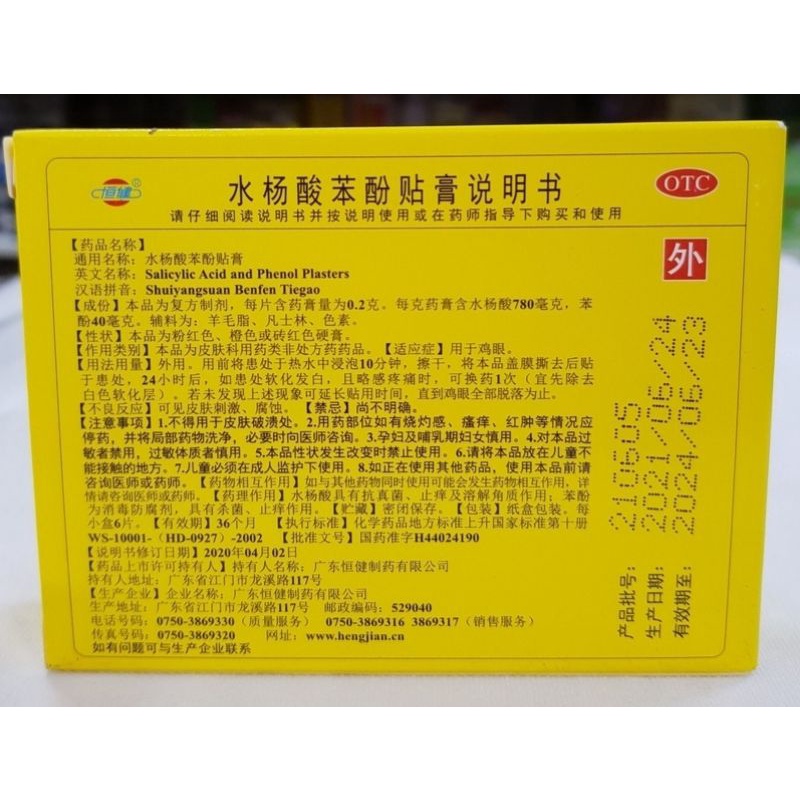 恒健®
水杨酸苯酚贴膏说明书
OTC
请仔细阅读说明书并按说明使用或在药师指导下购买和使用
外
【药品名称】
通用名称：水杨酸苯酚贴膏
英文名称：Salicylic Acid and Phenol Plasters
汉语拼音：Shuiyangsuan Benfen Tiegao
【成份】本品为复方制剂，每片含药膏量为0.2克。每克药膏含水杨酸780毫克，苯
酚40毫克。辅料为：羊毛脂、凡士林、色素。
【性状】本品为粉红色、橙色或砖红色硬膏。
【作用类别】本品为皮肤科用药类非处方药药品。【适应症】用于鸡眼。
【用法用量】外用。用前将患处于热水中浸泡10分钟，擦干，将本品盖膜撕去后贴
于患处，24小时后，如患处软化发白，且略感疼痛时，可换药1次（宜先除去
白色软化层）。若未发现上述现象可延长贴用时间，直到鸡眼全部脱落为止。
【不良反应】可见皮肤刺激、腐蚀。【禁忌】尚不明确。
【注意事项】1.不得用于皮肤破溃处。2.用药部位如有烧灼感、瘙痒、红肿等情况应
停药，并将局部药物洗净，必要时向医师咨询。3.孕妇及哺乳期妇女慎用。4.对本品过
敏者禁用，过敏体质者慎用。5.本品性状发生改变时禁止使用。6.请将本品放在儿童不
能接触的地方。7.儿童必须在成人监护下使用。8.如正在使用其他药品，使用本品前请
咨询医师或药师。【药物相互作用】如与其他药物同时使用可能会发生药物相互作用，详
情请咨询医师或药师。【药理作用】水杨酸具有抗真菌、止痒及溶解角质作用；苯酚
为消毒防腐剂，具有杀菌、止痒作用。【贮藏】密闭保存。【包装】纸盒包装。每
小盒6片。【有效期】36个月 【执行标准】化学药品地方标准上升国家标准第十册
WS-10001-（HD-0927）-2002 【批准文号】国药准字H44024190
【说明书修订日期】2020年04月02日
【药品上市许可持有人】持有人名称：广东恒健制药有限公司
持有人地址：广东省江门市龙溪路117号
【生产企业】企业名称：广东恒健制药有限公司
生产地址：广东省江门市龙溪路117号 邮政编码：529040
电话号码：0750-3869330（质量服务） 0750-3869316 3869317（销售服务）
传真号码：0750-3869320 网址：www.hengjian.cn
如有问题可与生产企业联系
产品批号：210605
生产日期：2021/06/24
有效期至：2024/06/23